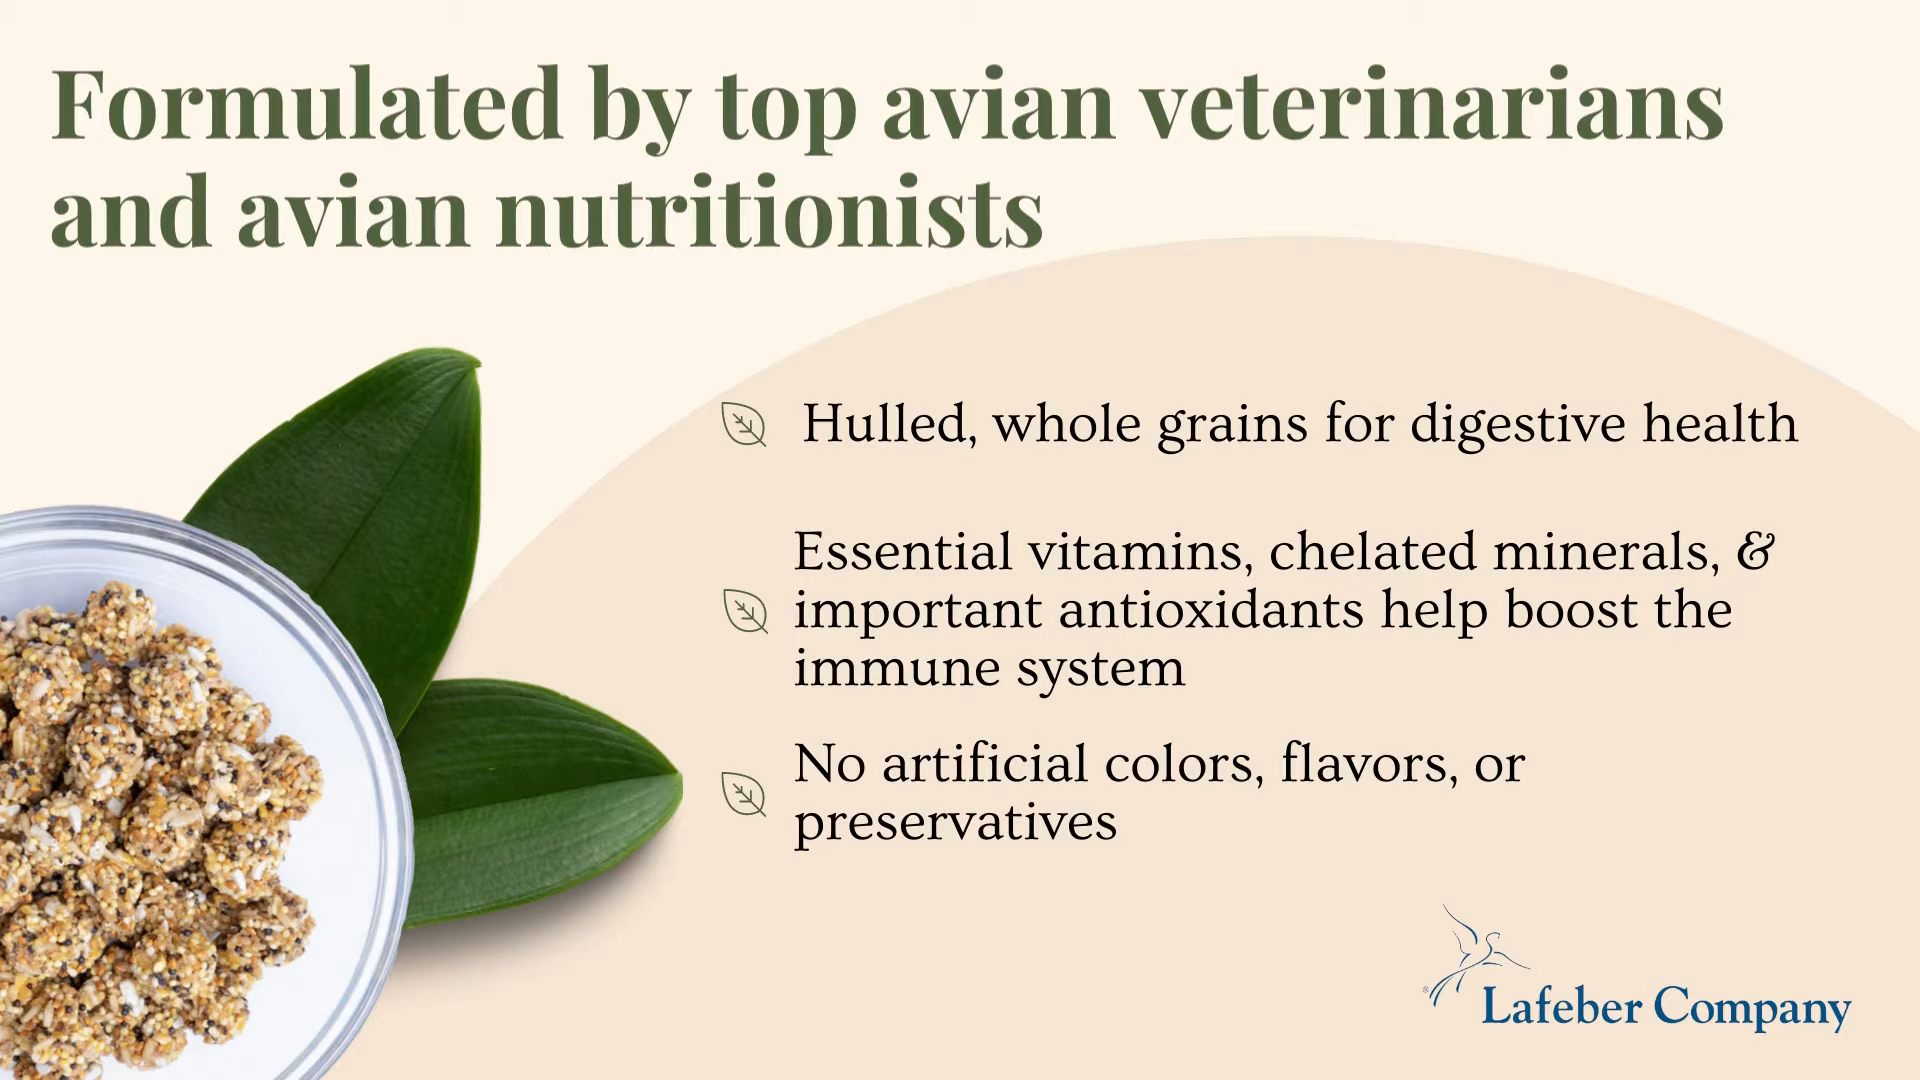 Formulated by top avian veterinarians
and avian nutritionists
Hulled, whole grains for digestive health
Essential vitamins, chelated minerals, &
important antioxidants help boost the
immune system
No artificial colors, flavors, or
preservatives
® Lafeber Company